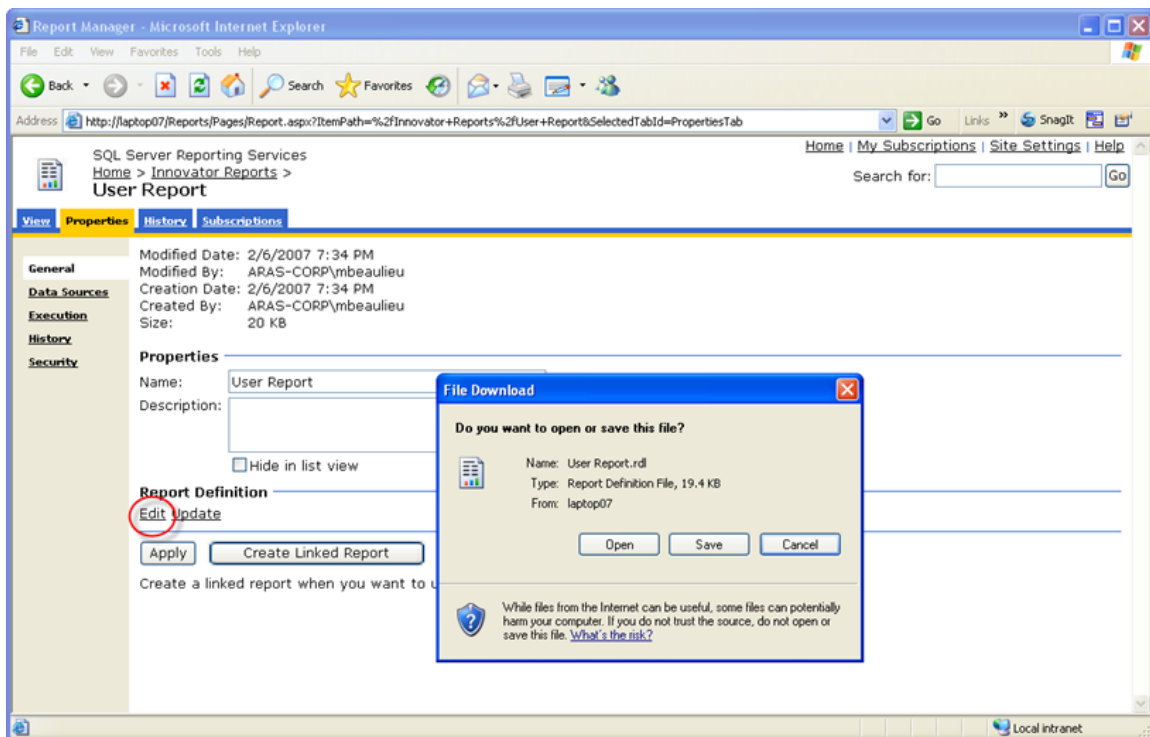 Report Manager - Microsoft Internet Explorer
File Edit View Favorites Tools Help
Back Search Favorites
Address http://laptop07/Reports/Pages/Report.aspx?ItemPath=%2fInnovator+Reports%2fUser+Report&SelectedTabId=PropertiesTab Go Links » SnagIt
SQL Server Reporting Services
Home | My Subscriptions | Site Settings | Help
Home > Innovator Reports >
Search for: Go
User Report
View Properties History Subscriptions
General
Data Sources
Execution
History
Security
Modified Date: 2/6/2007 7:34 PM
Modified By: ARAS-CORP\mbeaulieu
Creation Date: 2/6/2007 7:34 PM
Created By: ARAS-CORP\mbeaulieu
Size: 20 KB
Properties
Name: User Report
Description:
Hide in list view
Report Definition
Edit Update
Apply Create Linked Report
Create a linked report when you want to
File Download
Do you want to open or save this file?
Name: User Report.rdl
Type: Report Definition File, 19.4 KB
From: laptop07
Open Save Cancel
While files from the Internet can be useful, some files can potentially
harm your computer. If you do not trust the source, do not open or
save this file. What's the risk?
Local intranet